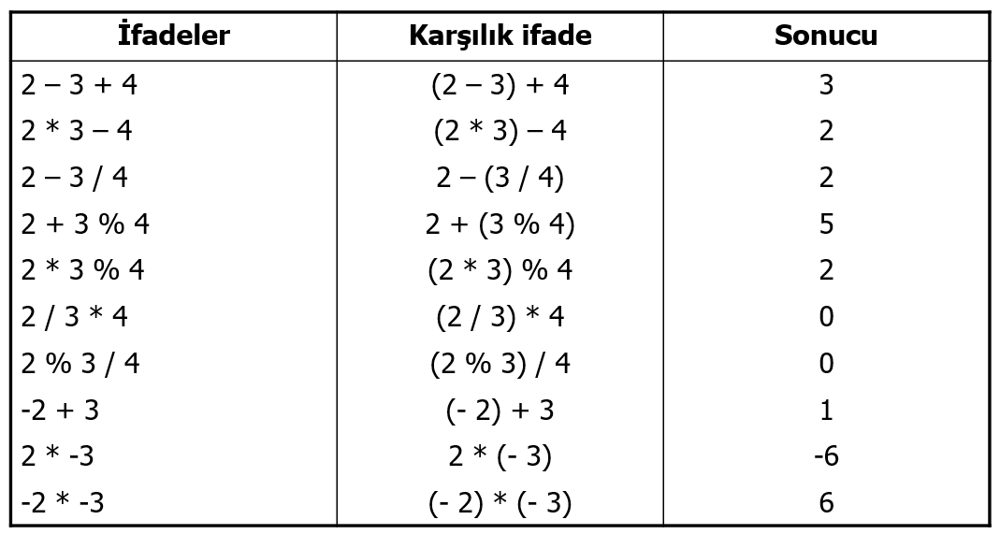 İfadeler Karşılık ifade Sonucu
2 – 3 + 4 (2 – 3) + 4 3
2 * 3 – 4 (2 * 3) – 4 2
2 – 3 / 4 2 – (3 / 4) 2
2 + 3 % 4 2 + (3 % 4) 5
2 * 3 % 4 (2 * 3) % 4 2
2 / 3 * 4 (2 / 3) * 4 0
2 % 3 / 4 (2 % 3) / 4 0
-2 + 3 (- 2) + 3 1
2 * -3 2 * (- 3) -6
-2 * -3 (- 2) * (- 3) 6